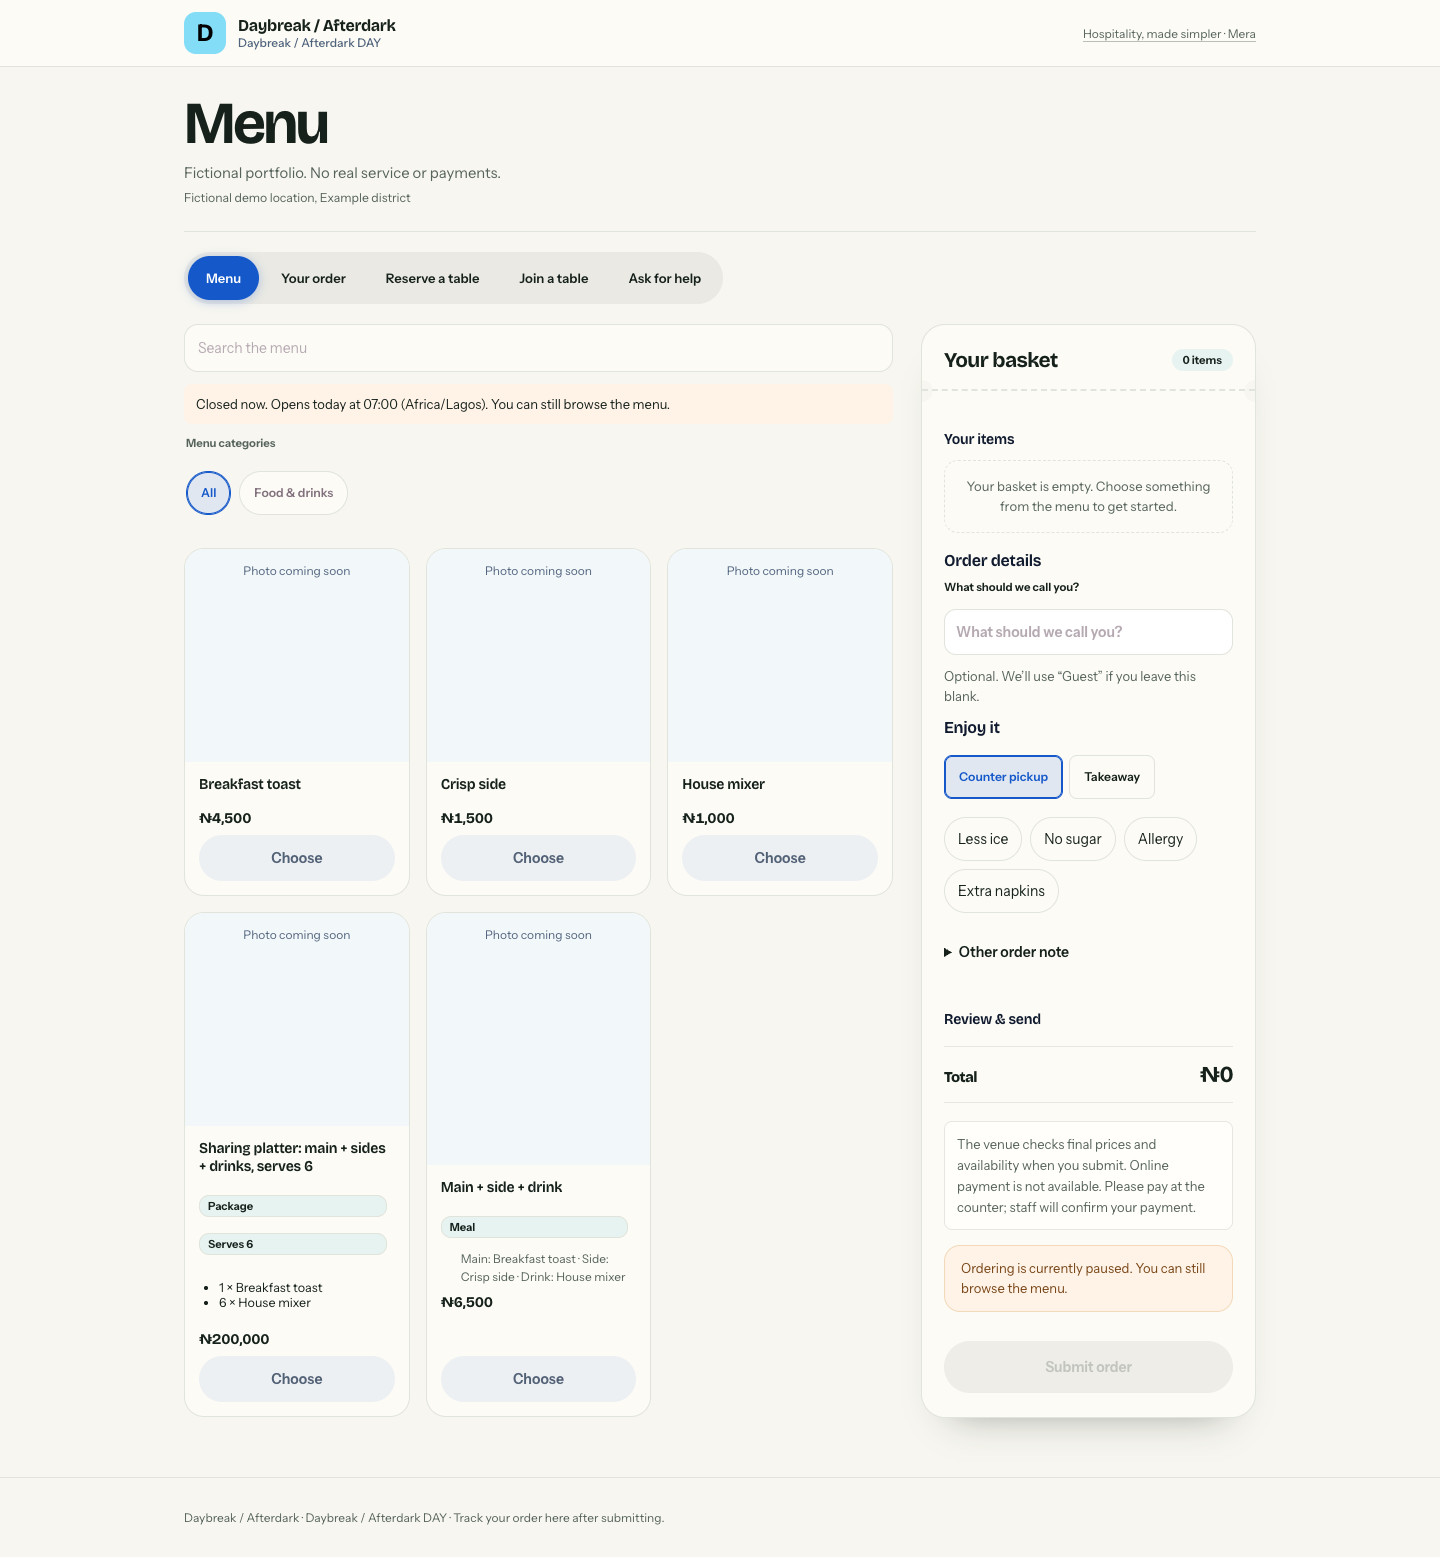 D
Daybreak / Afterdark
Daybreak / Afterdark DAY
Hospitality, made simpler · Mera
Menu
Fictional portfolio. No real service or payments.
Fictional demo location, Example district
Menu
Your order
Reserve a table
Join a table
Ask for help
Search the menu
Closed now. Opens today at 07:00 (Africa/Lagos). You can still browse the menu.
Menu categories
All
Food & drinks
Photo coming soon
Breakfast toast
₦4,500
Choose
Photo coming soon
Crisp side
₦1,500
Choose
Photo coming soon
House mixer
₦1,000
Choose
Photo coming soon
Sharing platter: main + sides
+ drinks, serves 6
Package
Serves 6
• 1 × Breakfast toast
• 6 × House mixer
₦200,000
Choose
Photo coming soon
Main + side + drink
Meal
Main: Breakfast toast · Side:
Crisp side · Drink: House mixer
₦6,500
Choose
Your basket
0 items
Your items
Your basket is empty. Choose something
from the menu to get started.
Order details
What should we call you?
What should we call you?
Optional. We’ll use “Guest” if you leave this
blank.
Enjoy it
Counter pickup
Takeaway
Less ice
No sugar
Allergy
Extra napkins
Other order note
Review & send
Total
₦0
The venue checks final prices and
availability when you submit. Online
payment is not available. Please pay at the
counter; staff will confirm your payment.
Ordering is currently paused. You can still
browse the menu.
Submit order
Daybreak / Afterdark · Daybreak / Afterdark DAY · Track your order here after submitting.